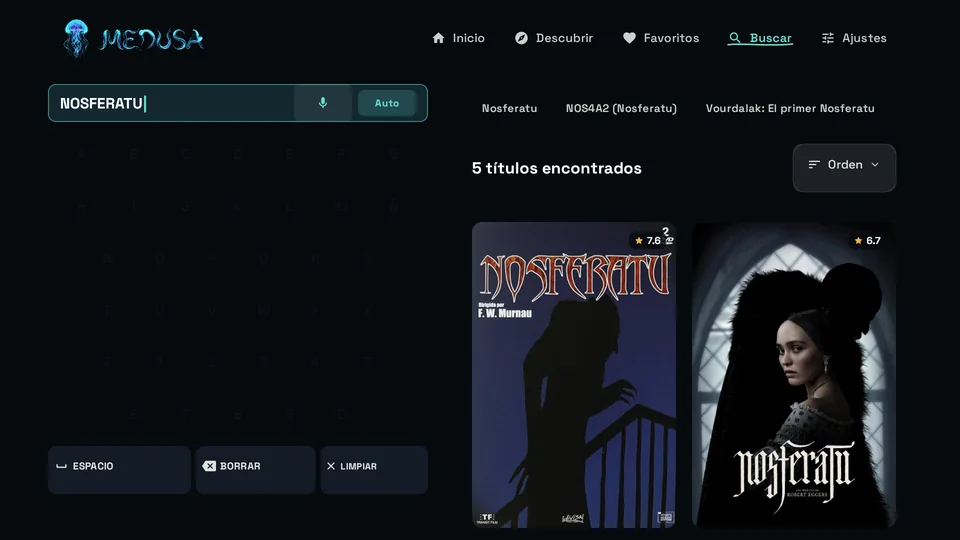 MEDUSA
Inicio
Descubrir
Favoritos
Buscar
Ajustes
NOSFERATU
Auto
Nosferatu
NOS4A2 (Nosferatu)
Vourdalak: El primer Nosferatu
5 títulos encontrados
Orden
7.6
NOSFERATU
Dirigida por
F. W. Murnau
TF
6.7
nosferatu
ROBERT EGGERS
ESPACIO
BORRAR
LIMPIAR